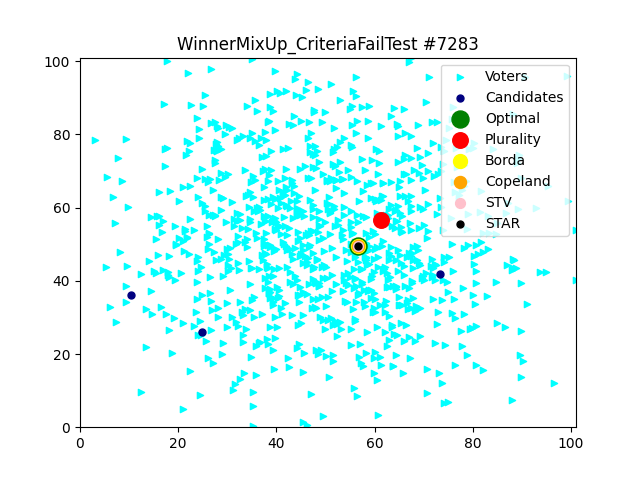 WinnerMixUp_CriteriaFailTest #7283
100
80
60
40
20
0
0 20 40 60 80 100
Voters
Candidates
Optimal
Plurality
Borda
Copeland
STV
STAR